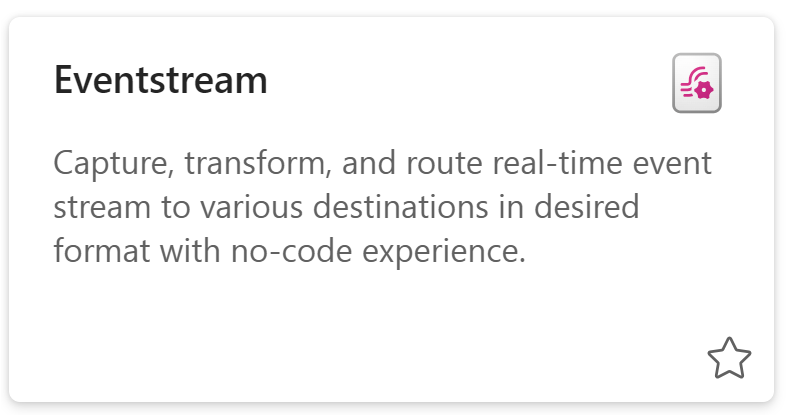 Eventstream
Capture, transform, and route real-time event
stream to various destinations in desired
format with no-code experience.